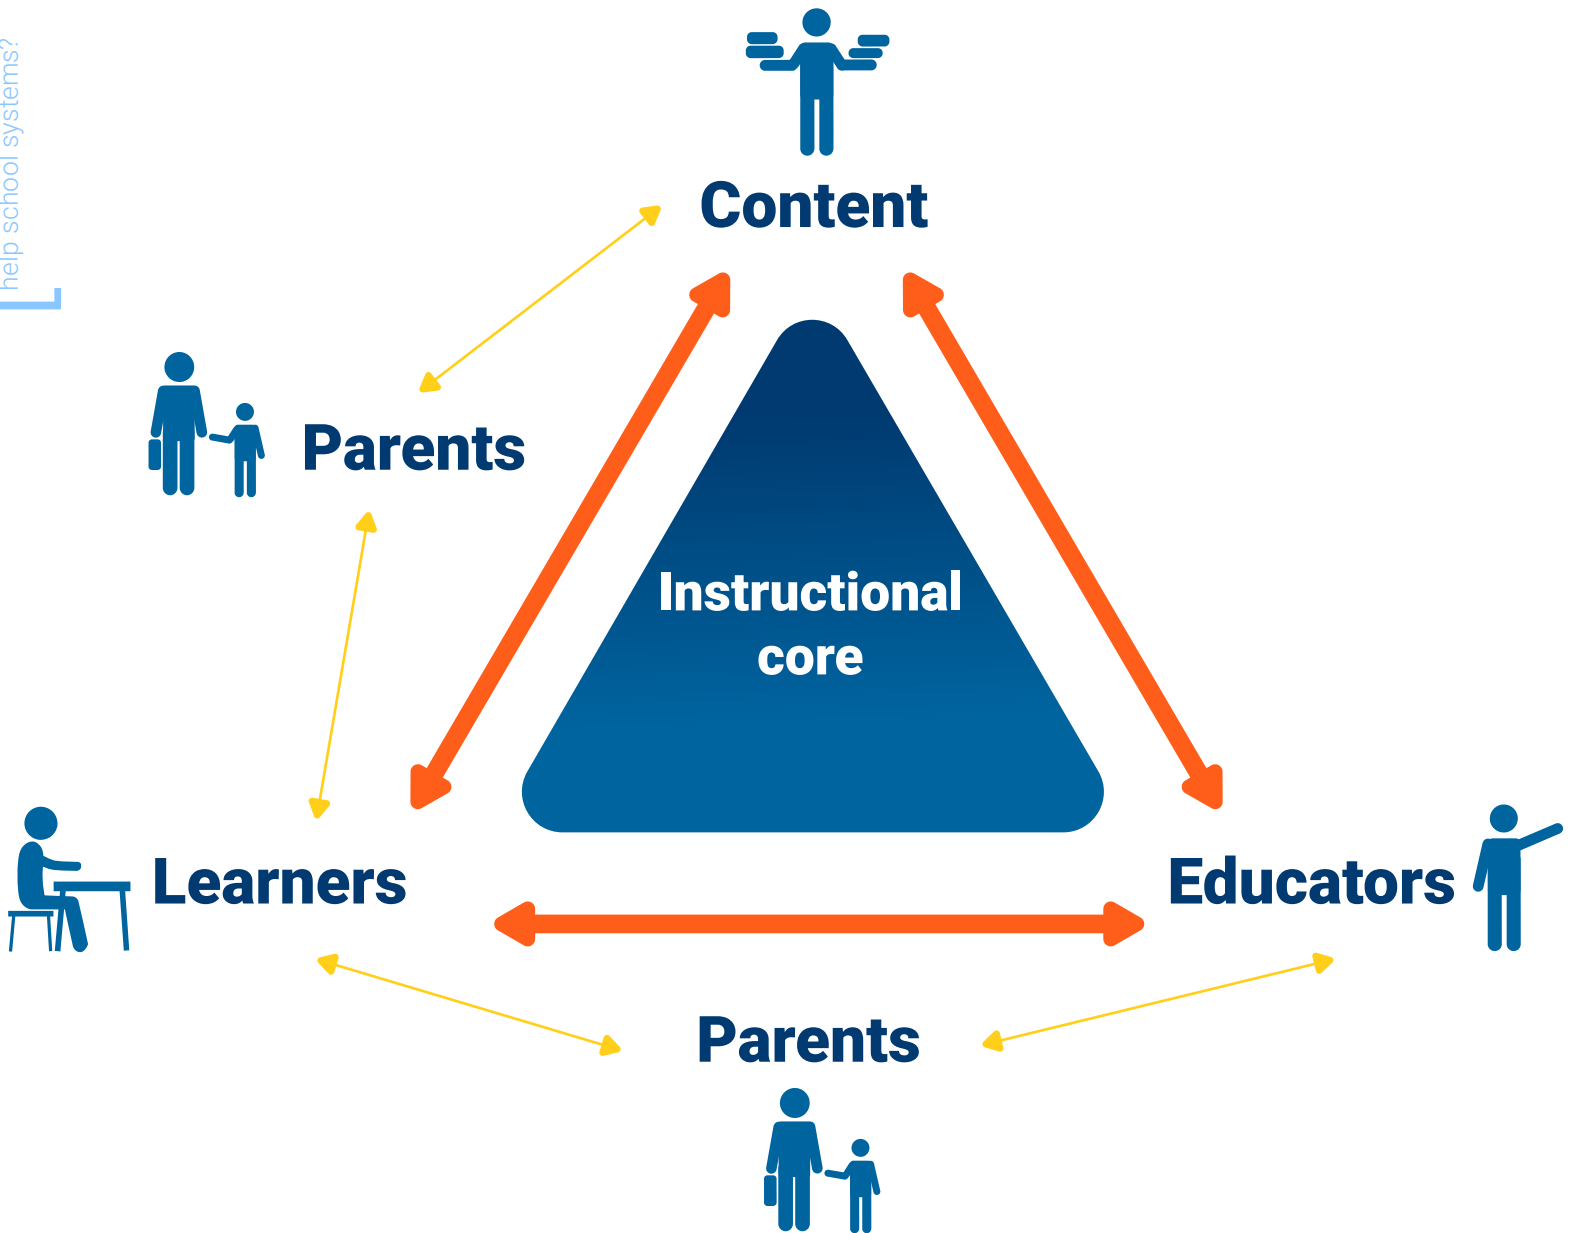 help school systems?
Content
Parents
Instructional
core
Learners
Educators
Parents